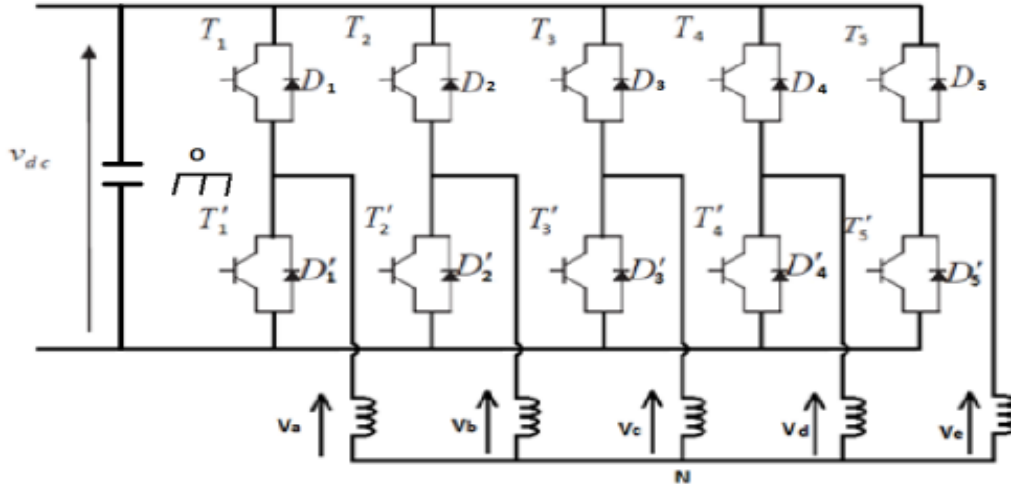 T1 T2 T3 T4 T5
D1 D2 D3 D4 D5
vdc
O
T'1 T'2 T'3 T'4 T'5
D'1 D'2 D'3 D'4 D'5
Va Vb Vc Vd Ve
N